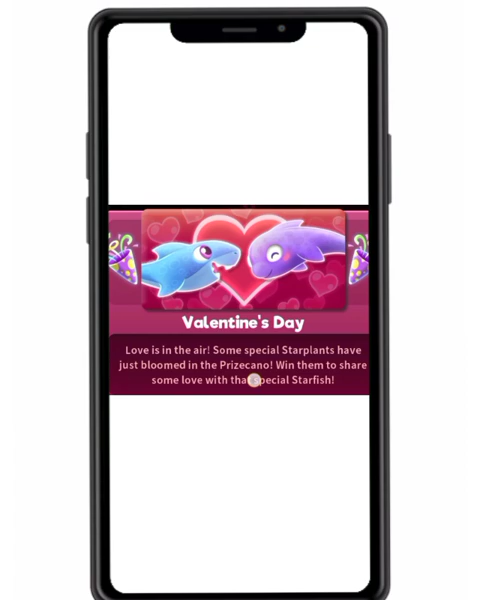 Valentine's Day
Love is in the air! Some special Starplants have
just bloomed in the Prizecano! Win them to share
some love with that special Starfish!